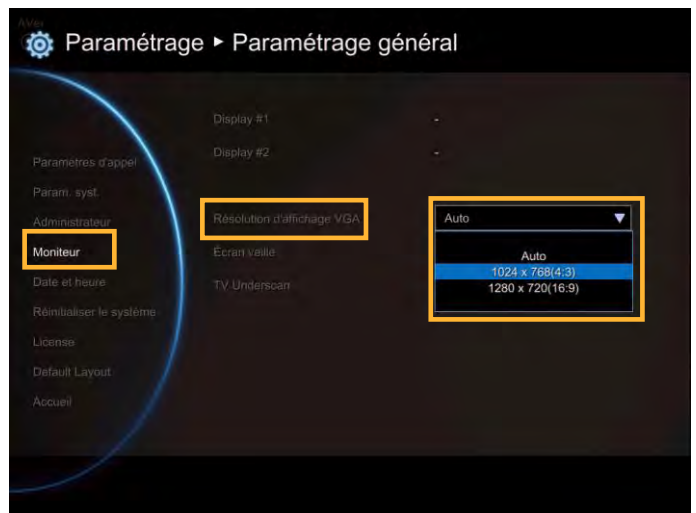 AVer
Paramétrage ► Paramétrage général
Display #1 -
Display #2 -
Paramètres d'appel
Param. syst.
Administrateur
Résolution d'affichage VGA Auto ▼
Moniteur
Écran veille
Auto
1024 x 768(4:3)
1280 x 720(16:9)
Date et heure
TV Underscan
Réinitialiser le système
License
Default Layout
Accueil